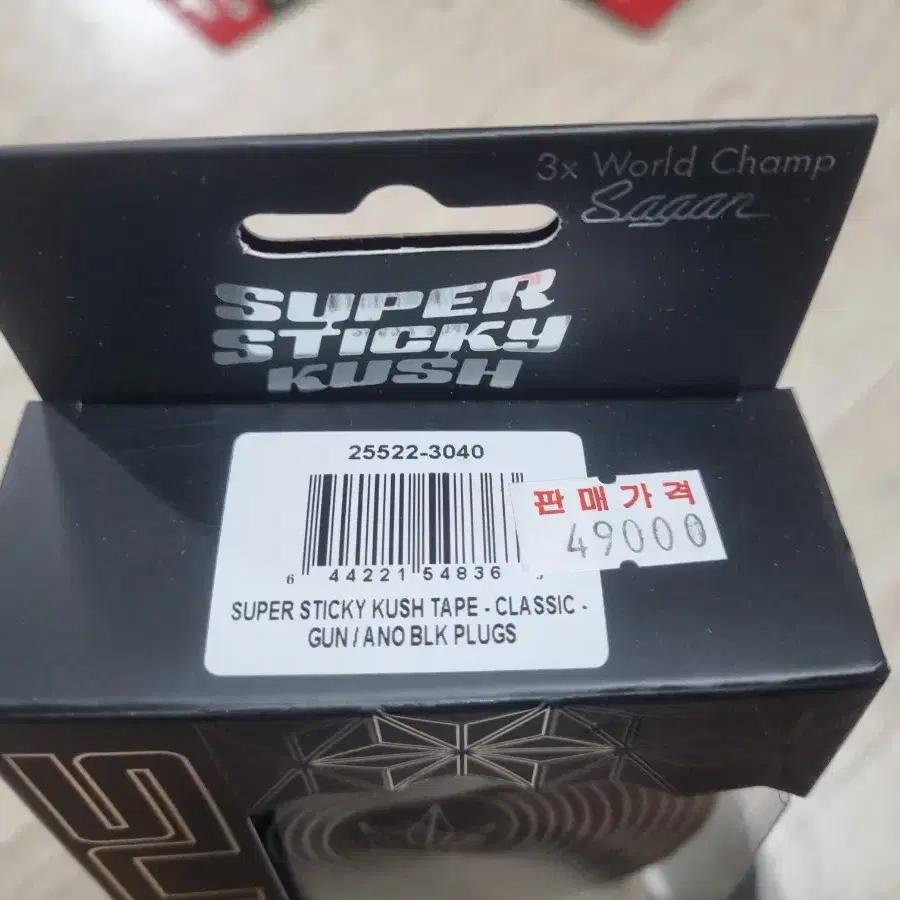 3x World Champ
Sagan
SUPER
STICKY
KUSH
25522-3040
판매가격
49000
6 44221 54836
SUPER STICKY KUSH TAPE - CLASSIC -
GUN / ANO BLK PLUGS